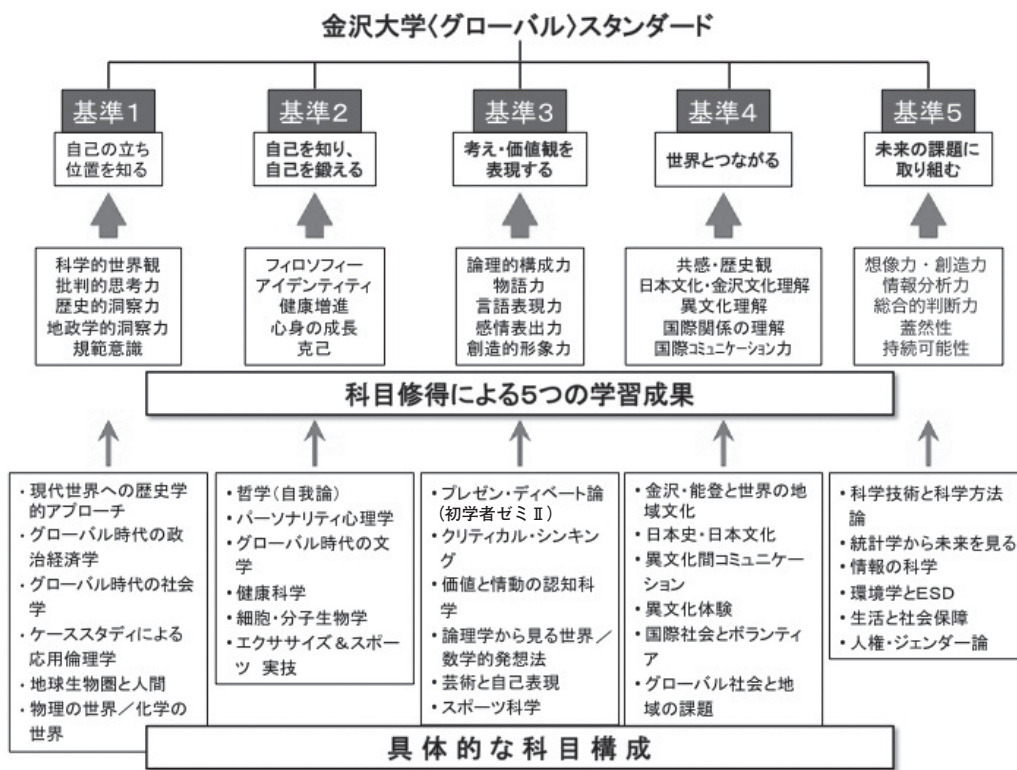 金沢大学〈グローバル〉スタンダード
基準1
自己の立ち
位置を知る
基準2
自己を知り、
自己を鍛える
基準3
考え・価値観を
表現する
基準4
世界とつながる
基準5
未来の課題に
取り組む
科学的世界観
批判的思考力
歴史的洞察力
地政学的洞察力
規範意識
フィロソフィー
アイデンティティ
健康増進
心身の成長
克己
論理的構成力
物語力
言語表現力
感情表出力
創造的形象力
共感・歴史観
日本文化・金沢文化理解
異文化理解
国際関係の理解
国際コミュニケーション力
想像力・創造力
情報分析力
総合的判断力
蓋然性
持続可能性
科目修得による5つの学習成果
・現代世界への歴史学
的アプローチ
・グローバル時代の政
治経済学
・グローバル時代の社会
学
・ケーススタディによる
応用倫理学
・地球生物圏と人間
・物理の世界／化学の
世界
・哲学(自我論)
・パーソナリティ心理学
・グローバル時代の文
学
・健康科学
・細胞・分子生物学
・エクササイズ＆スポー
ツ 実技
・プレゼン・ディベート論
(初学者ゼミⅡ)
・クリティカル・シンキン
グ
・価値と情動の認知科
学
・論理学から見る世界／
数学的発想法
・芸術と自己表現
・スポーツ科学
・金沢・能登と世界の地
域文化
・日本史・日本文化
・異文化間コミュニケー
ション
・異文化体験
・国際社会とボランティ
ア
・グローバル社会と地
域の課題
・科学技術と科学方法
論
・統計学から未来を見る
・情報の科学
・環境学とESD
・生活と社会保障
・人権・ジェンダー論
具体的な科目構成